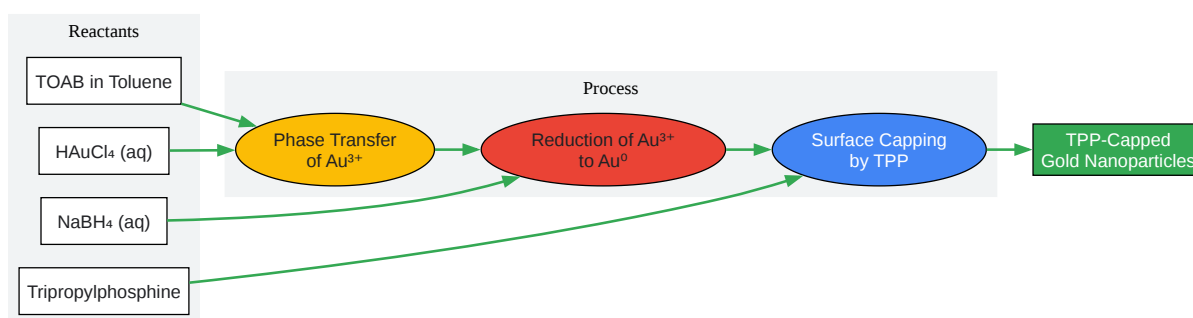 Reactants
TOAB in Toluene
HAuCl₄ (aq)
NaBH₄ (aq)
Tripropylphosphine
Process
Phase Transfer
of Au³⁺
Reduction of Au³⁺
to Au⁰
Surface Capping
by TPP
TPP-Capped
Gold Nanoparticles